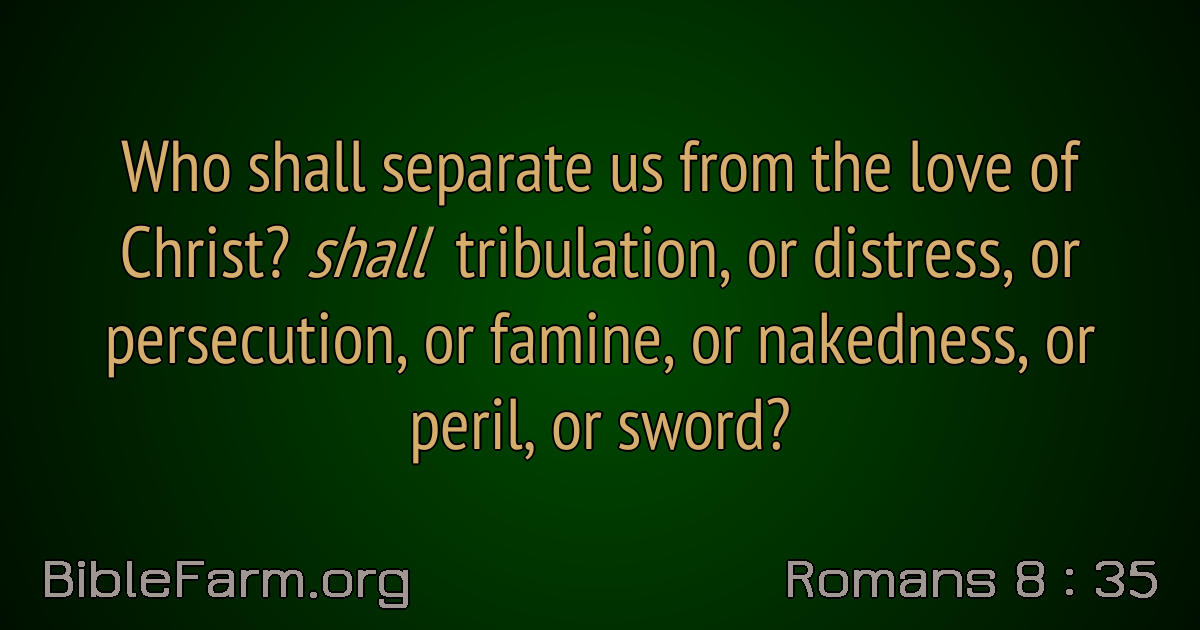 Who shall separate us from the love of
Christ? shall tribulation, or distress, or
persecution, or famine, or nakedness, or
peril, or sword?
BibleFarm.org
Romans 8 : 35